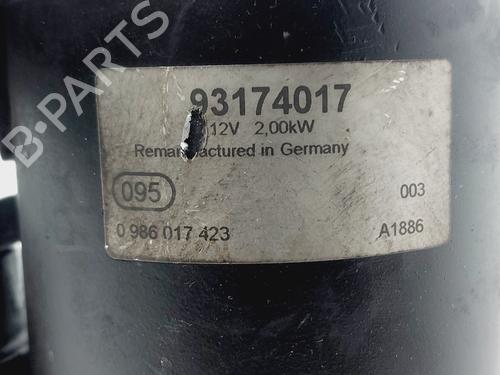 B-PARTS
93174017
12V 2,00kW
Remanufactured in Germany
095
003
0 986 017 423
A1886